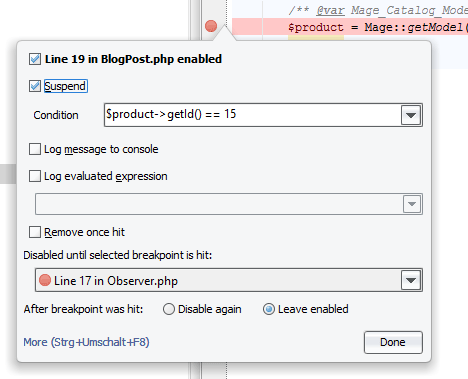 /** @var Mage_Catalog_Mode
$product = Mage::getModel(
Line 19 in BlogPost.php enabled
Suspend
Condition $product->getId() == 15
Log message to console
Log evaluated expression
Remove once hit
Disabled until selected breakpoint is hit:
Line 17 in Observer.php
After breakpoint was hit: Disable again Leave enabled
More (Strg+Umschalt+F8) Done